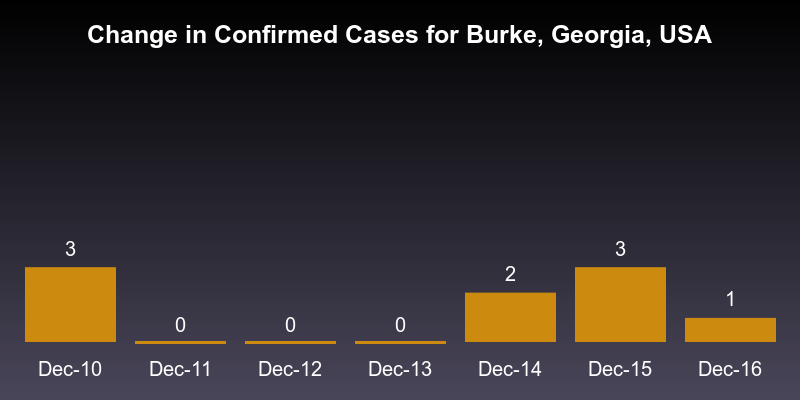 Change in Confirmed Cases for Burke, Georgia, USA
3
0
0
0
2
3
1
Dec-10
Dec-11
Dec-12
Dec-13
Dec-14
Dec-15
Dec-16